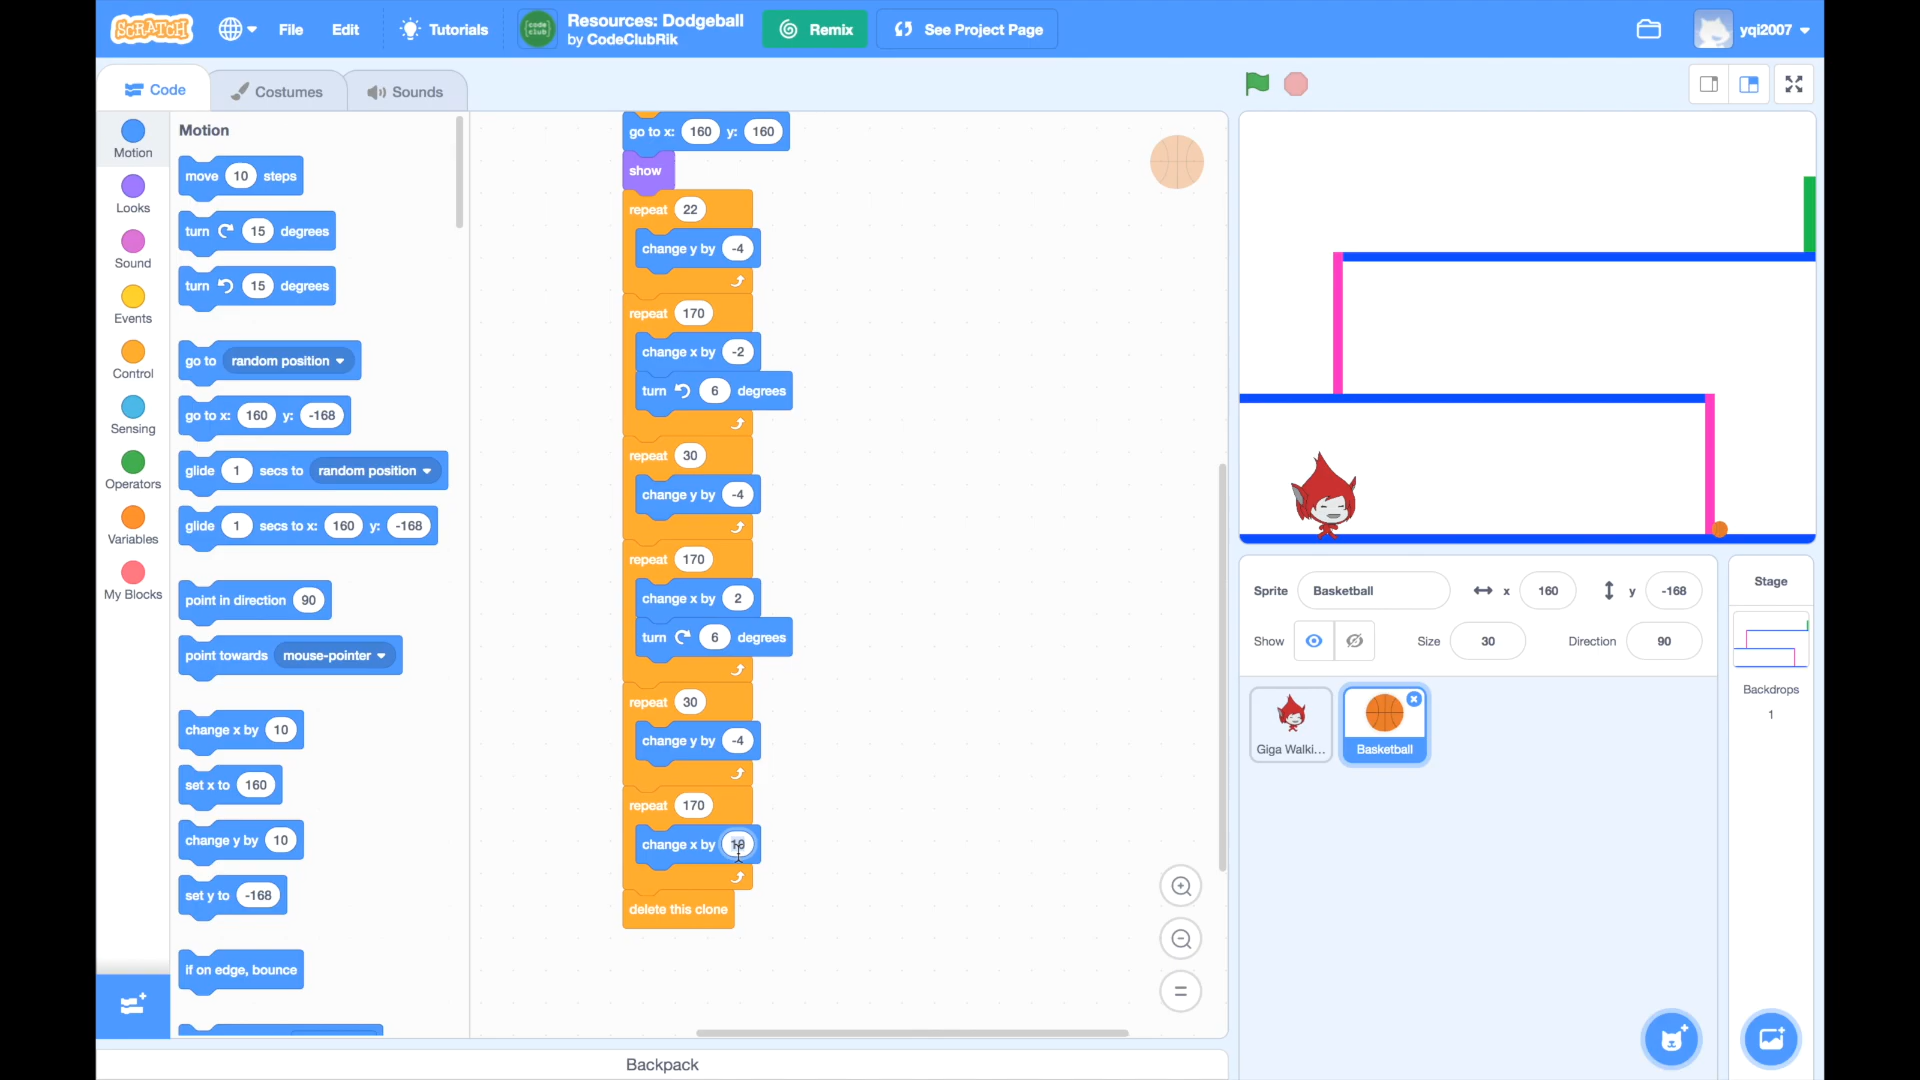 SCRATCH
File
Edit
Tutorials
code club
Resources: Dodgeball
by CodeClubRik
Remix
See Project Page
yqi2007
Code
Costumes
Sounds
Motion
Looks
Sound
Events
Control
Sensing
Operators
Variables
My Blocks
Motion
move 10 steps
turn 15 degrees
turn 15 degrees
go to random position
go to x: 160 y: -168
glide 1 secs to random position
glide 1 secs to x: 160 y: -168
point in direction 90
point towards mouse-pointer
change x by 10
set x to 160
change y by 10
set y to -168
if on edge, bounce
go to x: 160 y: 160
show
repeat 22
change y by -4
repeat 170
change x by -2
turn 6 degrees
repeat 30
change y by -4
repeat 170
change x by 2
turn 6 degrees
repeat 30
change y by -4
repeat 170
change x by 10
delete this clone
Backpack
Sprite Basketball x 160 y -168
Show Size 30 Direction 90
Giga Walki...
Basketball
Stage
Backdrops
1